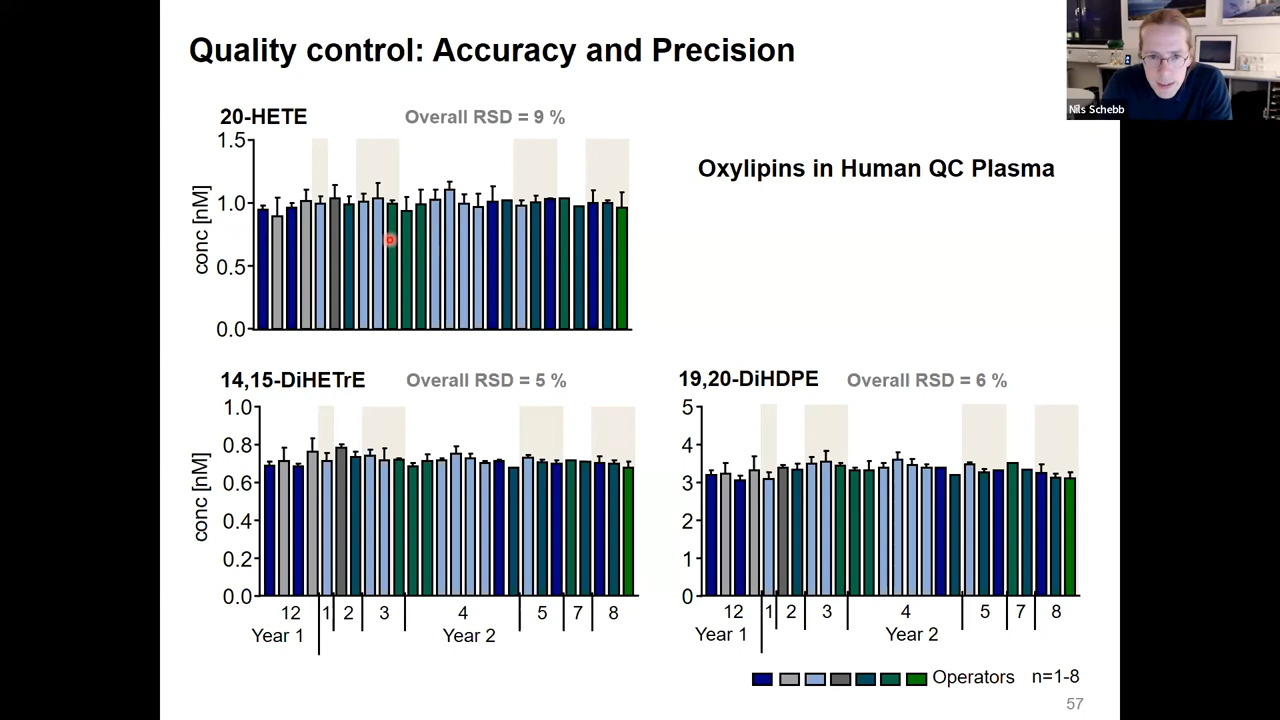 Quality control: Accuracy and Precision
Nils Schebb
20-HETE Overall RSD = 9 %
Oxylipins in Human QC Plasma
1.5
1.0
0.5
0.0
conc [nM]
14,15-DiHETrE Overall RSD = 5 %
1.0
0.8
0.6
0.4
0.2
0.0
conc [nM]
12 1 2 3 4 5 7 8
Year 1 Year 2
19,20-DiHDPE Overall RSD = 6 %
5
4
3
2
1
0
12 1 2 3 4 5 7 8
Year 1 Year 2
Operators n=1-8
57